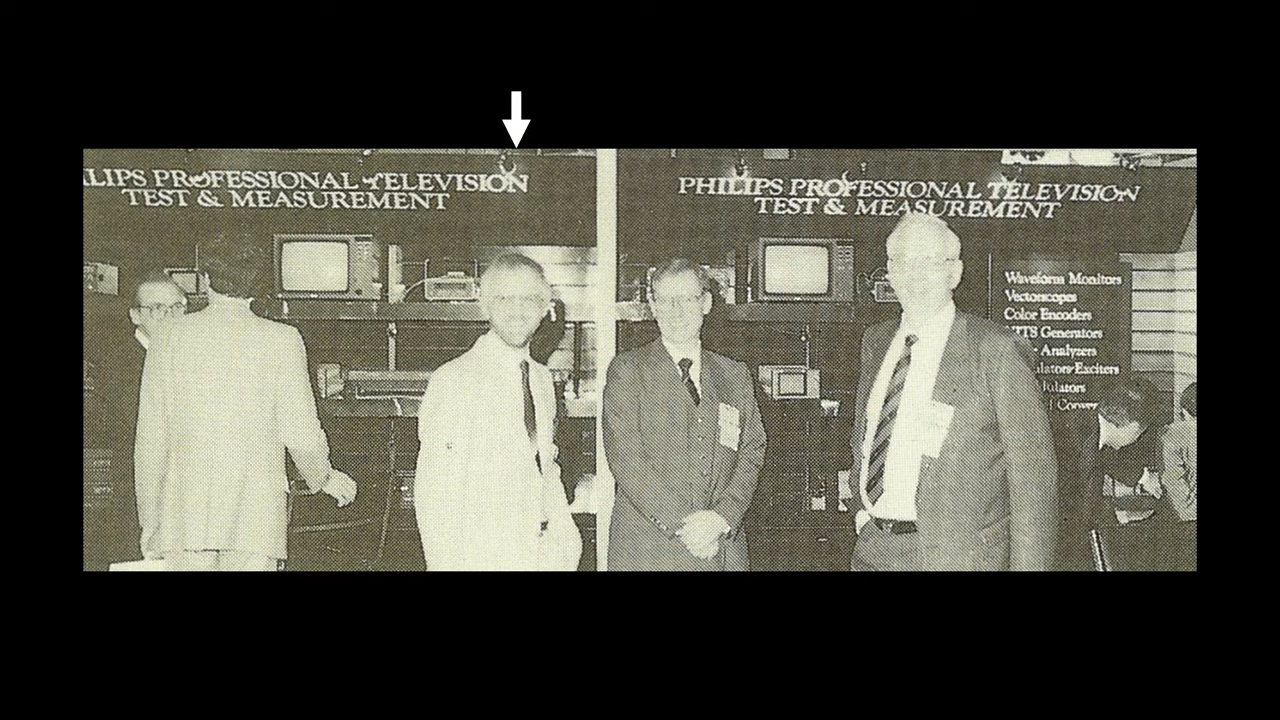 LIPS PROFESSIONAL TELEVISION
TEST & MEASUREMENT
PHILIPS PROFESSIONAL TELEVISION
TEST & MEASUREMENT
Waveform Monitors
Vectorscopes
Color Encoders
Generators
Analyzers
Exciters